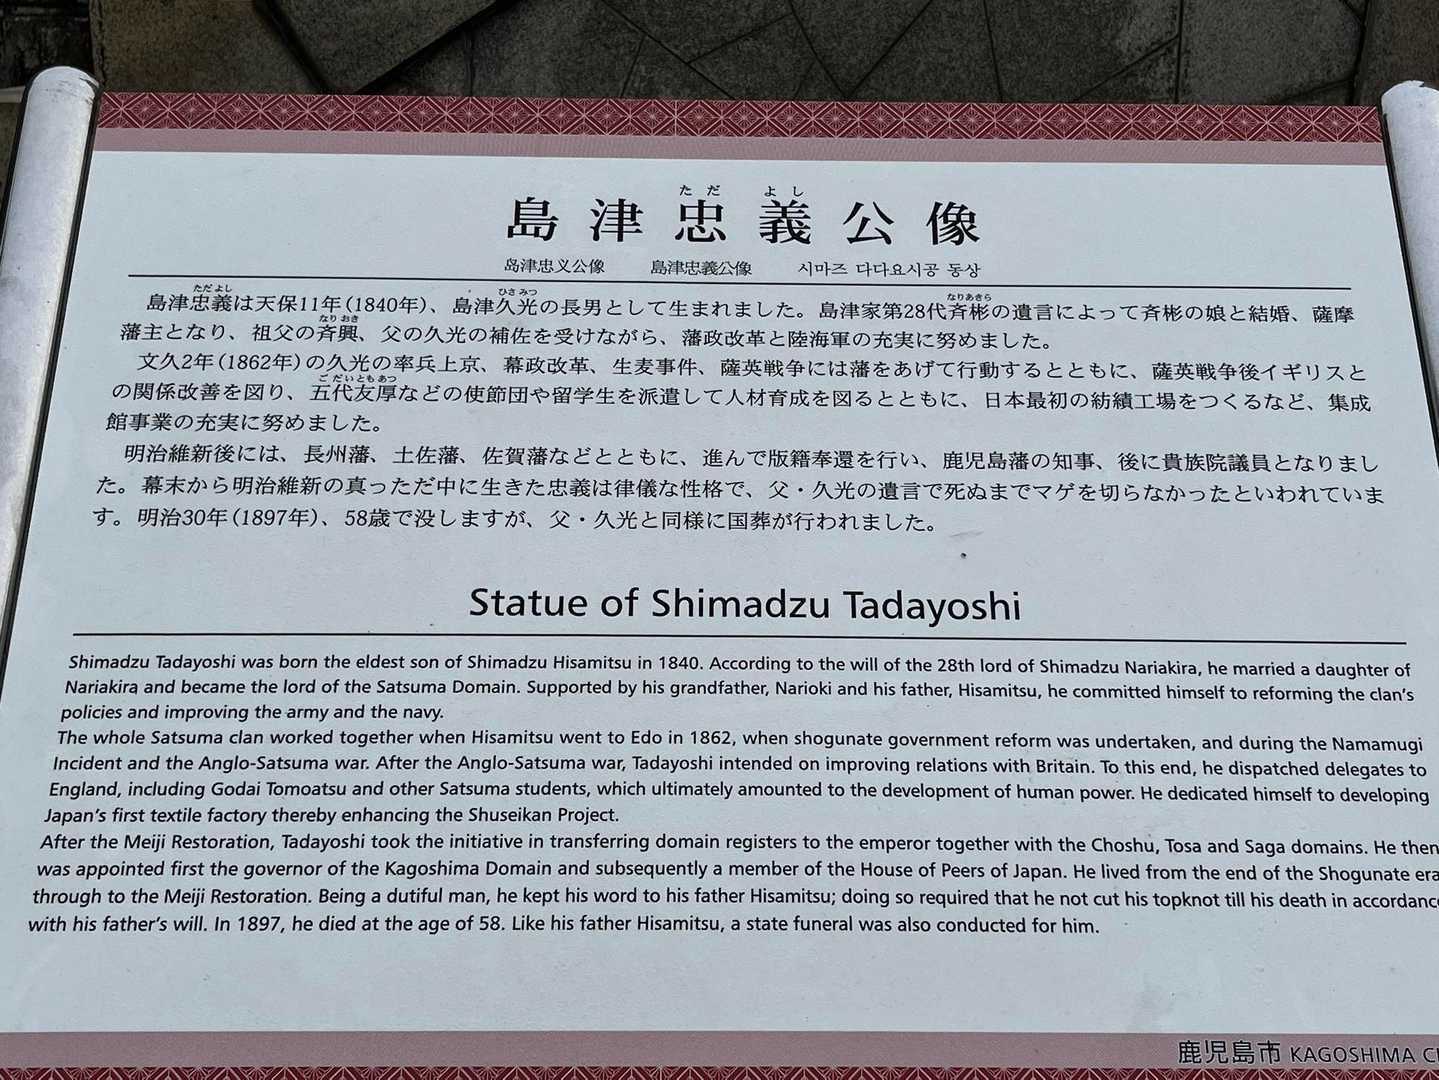 ただ よし
島津忠義公像
岛津忠义公像 島津忠義公像 시마즈 다다요시공 동상
ただよし ひさみつ なりあきら
島津忠義は天保11年(1840年)、島津久光の長男として生まれました。島津家第28代斉彬の遺言によって斉彬の娘と結婚、薩摩
なりおき
藩主となり、祖父の斉興、父の久光の補佐を受けながら、藩政改革と陸海軍の充実に努めました。
文久2年(1862年)の久光の率兵上京、幕政改革、生麦事件、薩英戦争には藩をあげて行動するとともに、薩英戦争後イギリスと
ごだいともあつ
の関係改善を図り、五代友厚などの使節団や留学生を派遣して人材育成を図るとともに、日本最初の紡績工場をつくるなど、集成
館事業の充実に努めました。
明治維新後には、長州藩、土佐藩、佐賀藩などとともに、進んで版籍奉還を行い、鹿児島藩の知事、後に貴族院議員となりまし
た。幕末から明治維新の真っただ中に生きた忠義は律儀な性格で、父・久光の遺言で死ぬまでマゲを切らなかったといわれていま
す。明治30年(1897年)、58歳で没しますが、父・久光と同様に国葬が行われました。
Statue of Shimadzu Tadayoshi
Shimadzu Tadayoshi was born the eldest son of Shimadzu Hisamitsu in 1840. According to the will of the 28th lord of Shimadzu Nariakira, he married a daughter of
Nariakira and became the lord of the Satsuma Domain. Supported by his grandfather, Narioki and his father, Hisamitsu, he committed himself to reforming the clan's
policies and improving the army and the navy.
The whole Satsuma clan worked together when Hisamitsu went to Edo in 1862, when shogunate government reform was undertaken, and during the Namamugi
Incident and the Anglo-Satsuma war. After the Anglo-Satsuma war, Tadayoshi intended on improving relations with Britain. To this end, he dispatched delegates to
England, including Godai Tomoatsu and other Satsuma students, which ultimately amounted to the development of human power. He dedicated himself to developing
Japan's first textile factory thereby enhancing the Shuseikan Project.
After the Meiji Restoration, Tadayoshi took the initiative in transferring domain registers to the emperor together with the Choshu, Tosa and Saga domains. He then
was appointed first the governor of the Kagoshima Domain and subsequently a member of the House of Peers of Japan. He lived from the end of the Shogunate era
through to the Meiji Restoration. Being a dutiful man, he kept his word to his father Hisamitsu; doing so required that he not cut his topknot till his death in accordance
with his father's will. In 1897, he died at the age of 58. Like his father Hisamitsu, a state funeral was also conducted for him.
鹿児島市 KAGOSHIMA C